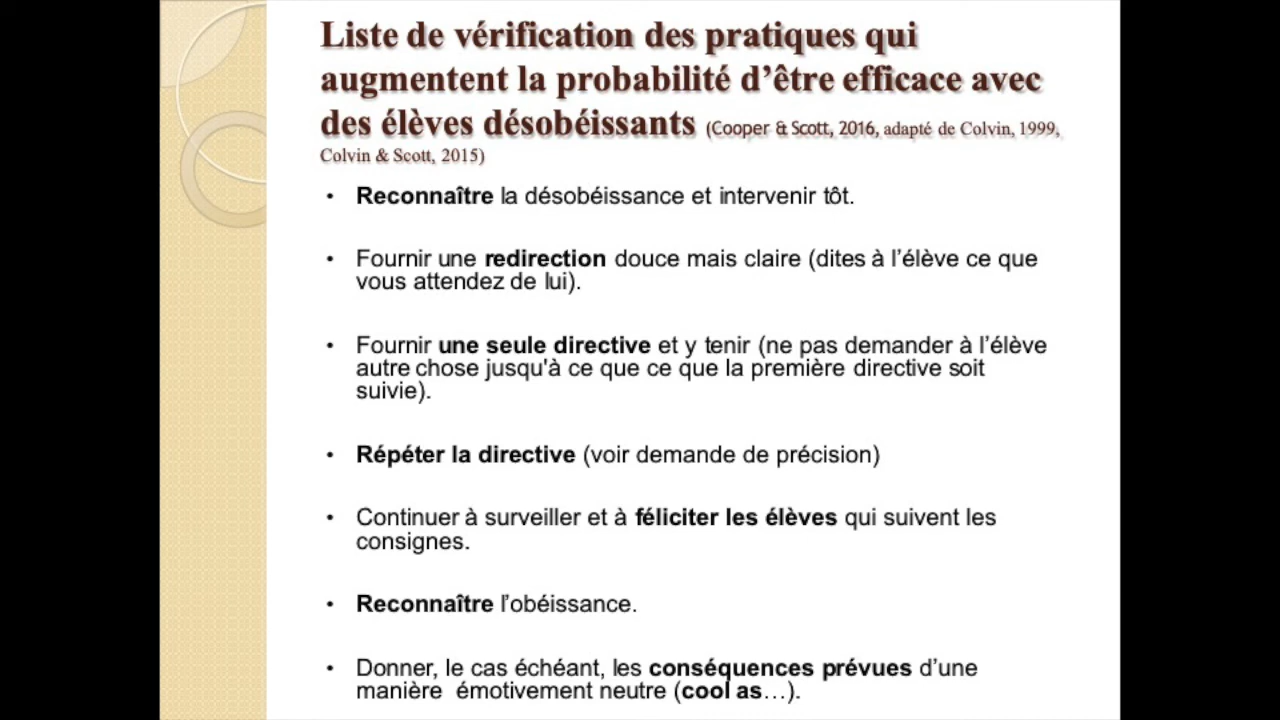 Liste de vérification des pratiques qui
augmentent la probabilité d’être efficace avec
des élèves désobéissants (Cooper & Scott, 2016, adapté de Colvin, 1999,
Colvin & Scott, 2015)
• Reconnaître la désobéissance et intervenir tôt.
• Fournir une redirection douce mais claire (dites à l’élève ce que
vous attendez de lui).
• Fournir une seule directive et y tenir (ne pas demander à l’élève
autre chose jusqu'à ce que ce que la première directive soit
suivie).
• Répéter la directive (voir demande de précision)
• Continuer à surveiller et à féliciter les élèves qui suivent les
consignes.
• Reconnaître l’obéissance.
• Donner, le cas échéant, les conséquences prévues d’une
manière  émotivement neutre (cool as…).